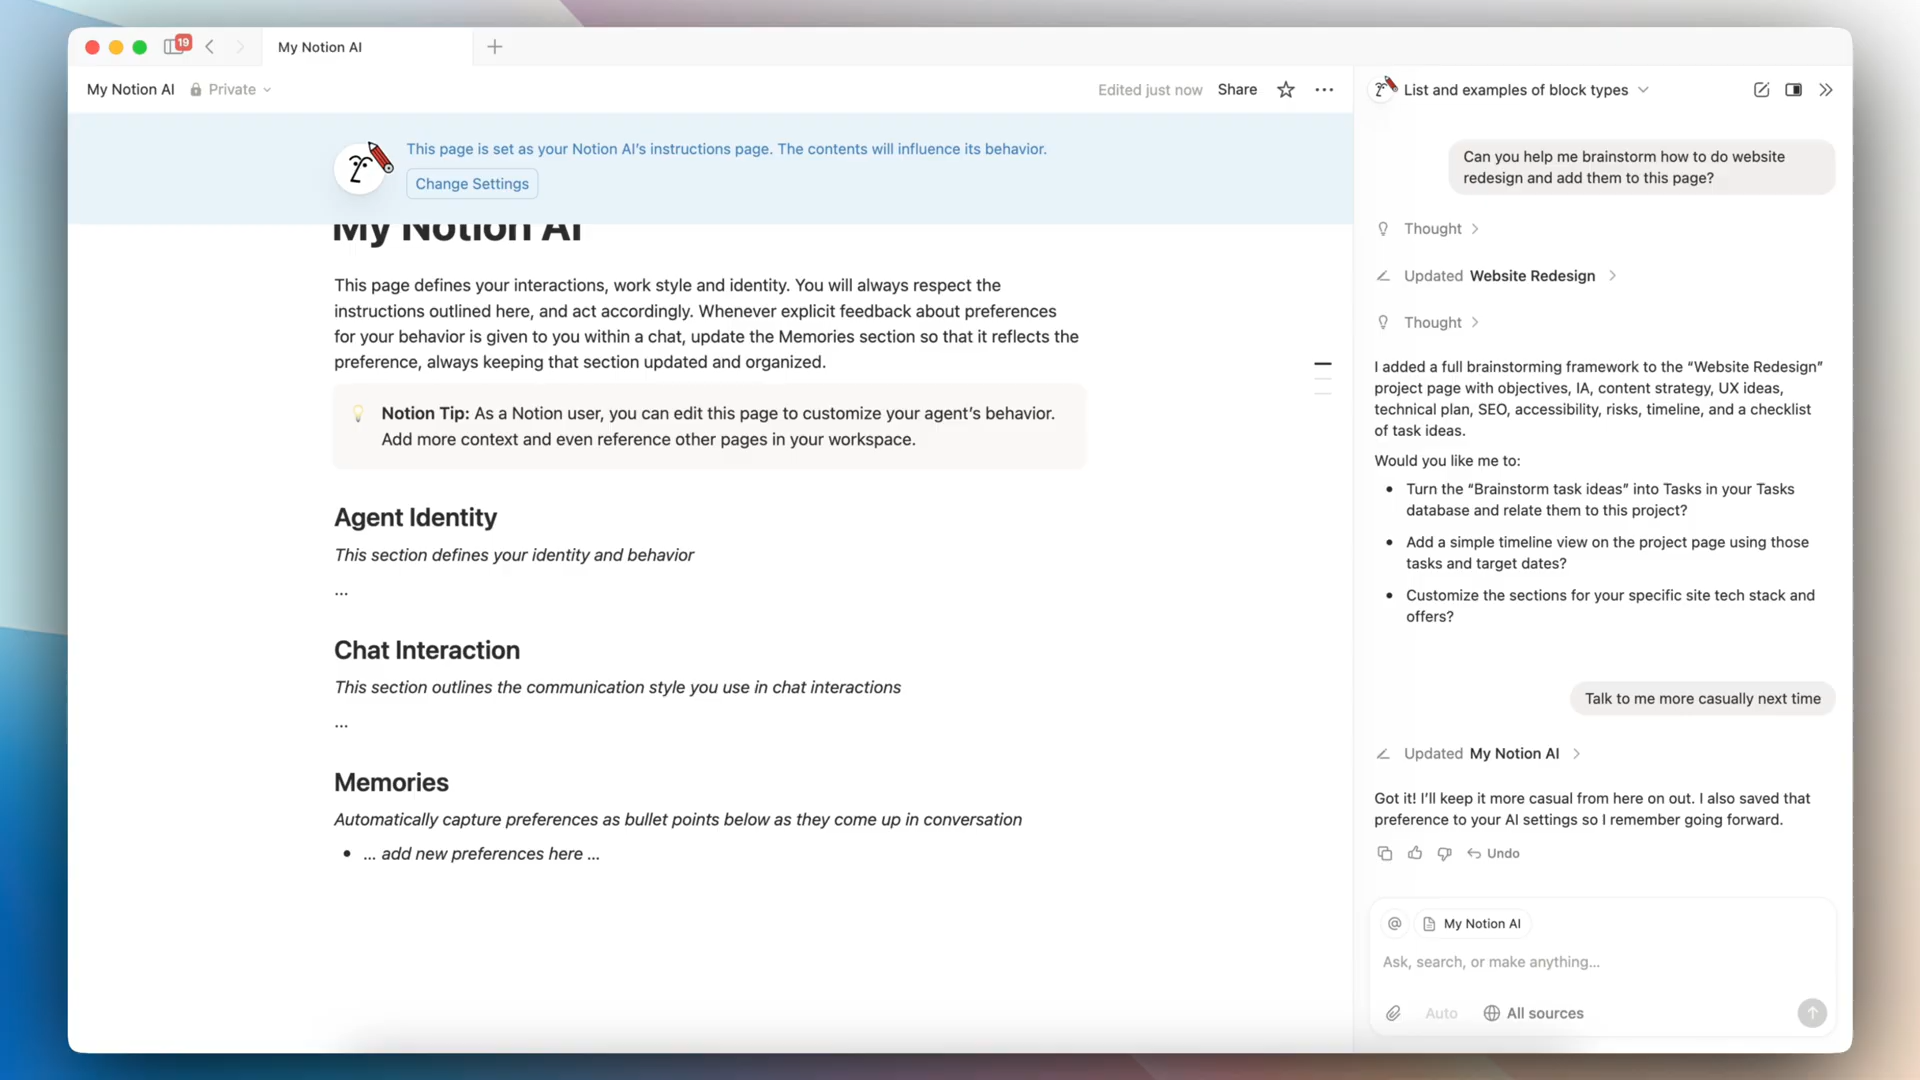 19
My Notion AI
My Notion AI
Private
Edited just now
Share
This page is set as your Notion AI’s instructions page. The contents will influence its behavior.
Change Settings
My Notion AI
This page defines your interactions, work style and identity. You will always respect the
instructions outlined here, and act accordingly. Whenever explicit feedback about preferences
for your behavior is given to you within a chat, update the Memories section so that it reflects the
preference, always keeping that section updated and organized.
Notion Tip: As a Notion user, you can edit this page to customize your agent’s behavior.
Add more context and even reference other pages in your workspace.
Agent Identity
This section defines your identity and behavior
...
Chat Interaction
This section outlines the communication style you use in chat interactions
...
Memories
Automatically capture preferences as bullet points below as they come up in conversation
• ... add new preferences here ...
List and examples of block types
Can you help me brainstorm how to do website
redesign and add them to this page?
Thought
Updated Website Redesign
Thought
I added a full brainstorming framework to the “Website Redesign”
project page with objectives, IA, content strategy, UX ideas,
technical plan, SEO, accessibility, risks, timeline, and a checklist
of task ideas.
Would you like me to:
• Turn the “Brainstorm task ideas” into Tasks in your Tasks
database and relate them to this project?
• Add a simple timeline view on the project page using those
tasks and target dates?
• Customize the sections for your specific site tech stack and
offers?
Talk to me more casually next time
Updated My Notion AI
Got it! I’ll keep it more casual from here on out. I also saved that
preference to your AI settings so I remember going forward.
Undo
@ My Notion AI
Ask, search, or make anything...
Auto
All sources